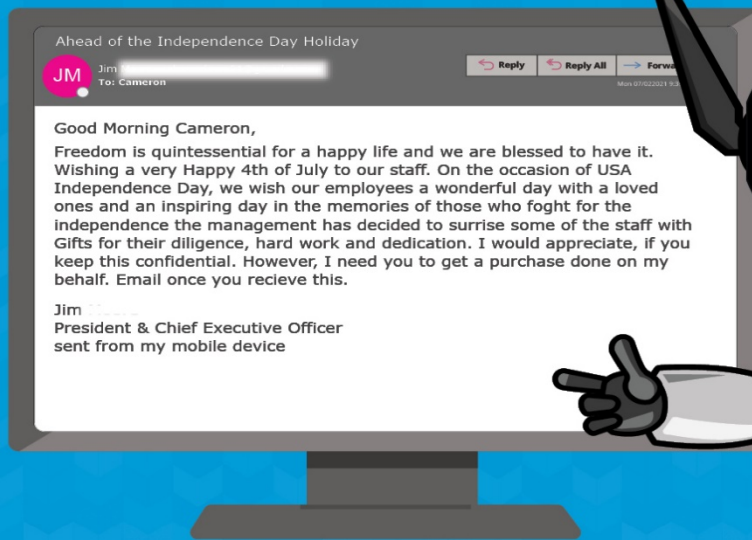 Ahead of the Independence Day Holiday
JM
Jim
To: Cameron
Reply
Reply All
Mon 07/022021
Good Morning Cameron,
Freedom is quintessential for a happy life and we are blessed to have it.
Wishing a very Happy 4th of July to our staff. On the occasion of USA
Independence Day, we wish our employees a wonderful day with a loved
ones and an inspiring day in the memories of those who foght for the
independence the management has decided to surrise some of the staff with
Gifts for their diligence, hard work and dedication. I would appreciate, if you
keep this confidential. However, I need you to get a purchase done on my
behalf. Email once you recieve this.
Jim
President & Chief Executive Officer
sent from my mobile device